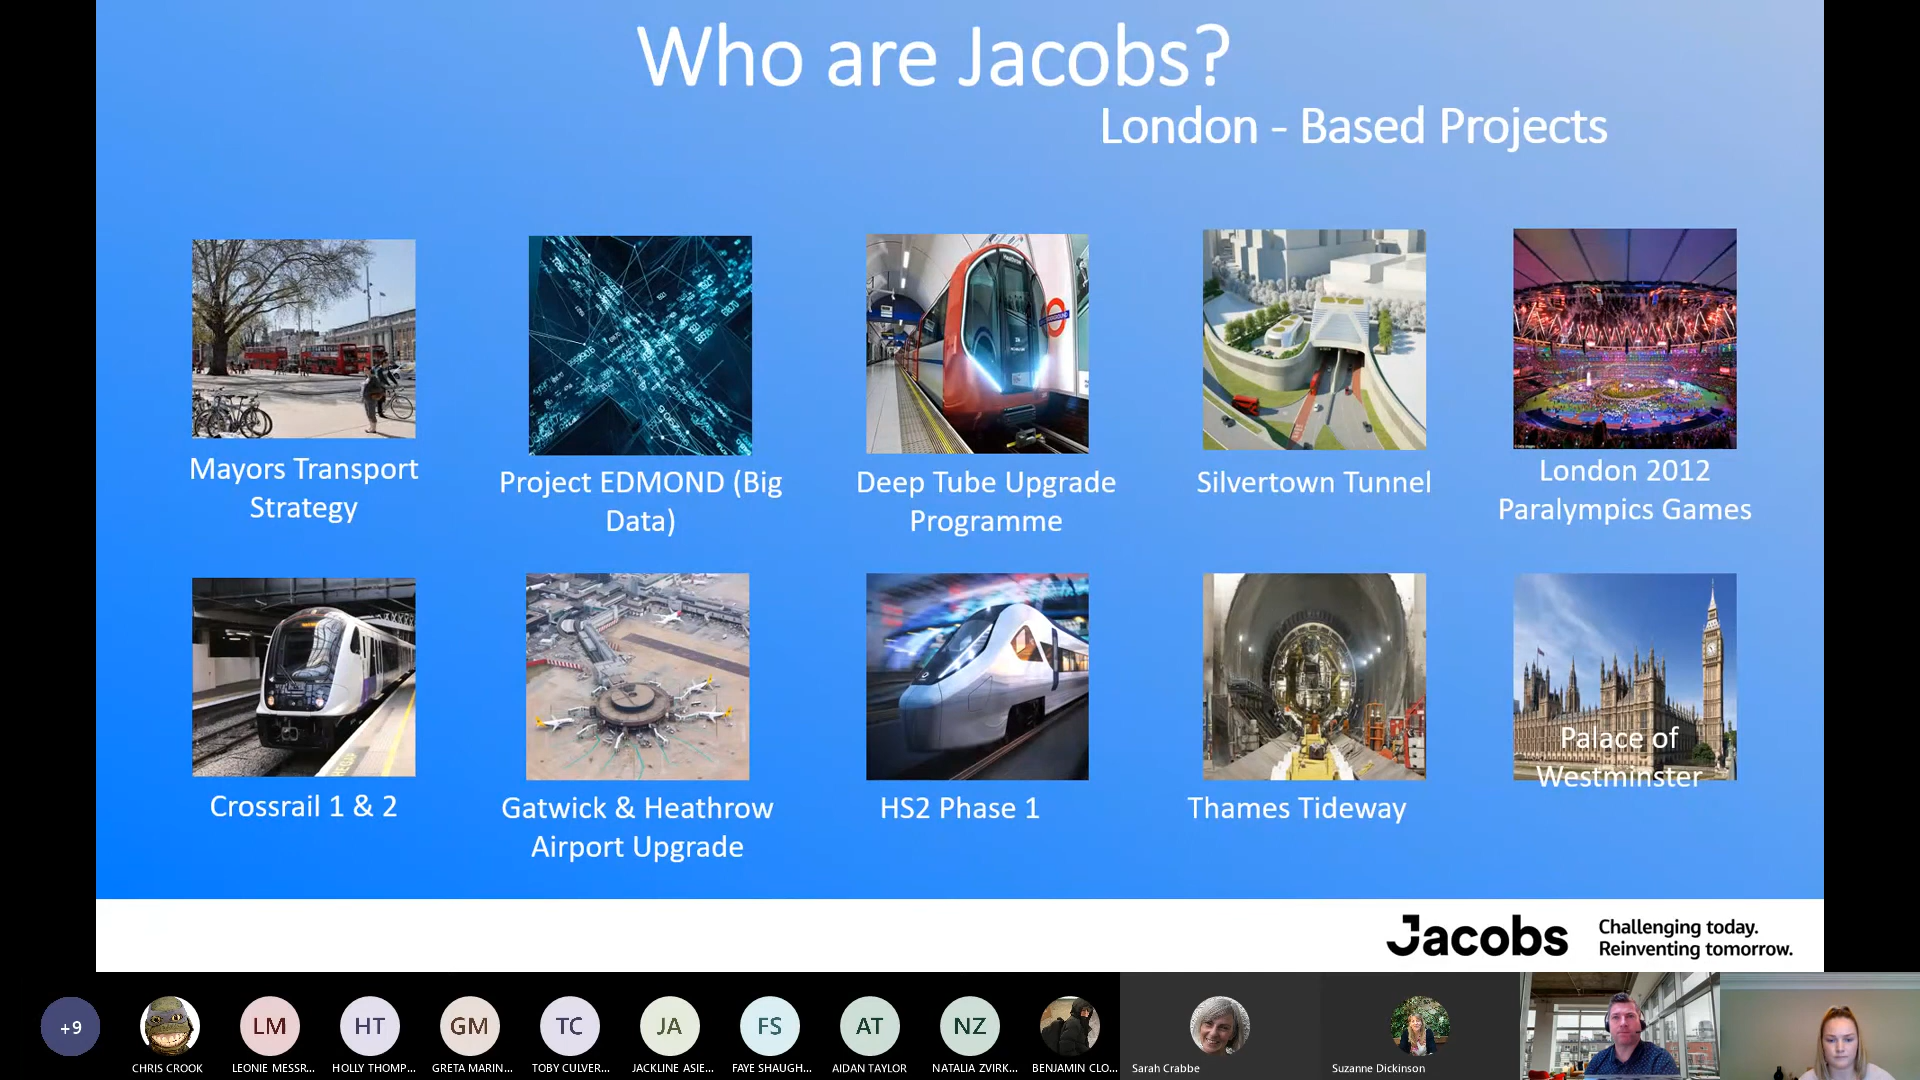 Who are Jacobs?
London - Based Projects
Mayors Transport
Strategy
Project EDMOND (Big
Data)
Deep Tube Upgrade
Programme
Silvertown Tunnel
London 2012
Paralympics Games
Crossrail 1 & 2
Gatwick & Heathrow
Airport Upgrade
HS2 Phase 1
Thames Tideway
Palace of
Westminster
Jacobs
Challenging today.
Reinventing tomorrow.
+9
LM
HT
GM
TC
JA
FS
AT
NZ
CHRIS CROOK
LEONIE MESSR...
HOLLY THOMP...
GRETA MARIN...
TOBY CULVER...
JACKLINE ASIE...
FAYE SHAUGH...
AIDAN TAYLOR
NATALIA ZVIRK...
BENJAMIN CLO...
Sarah Crabbe
Suzanne Dickinson